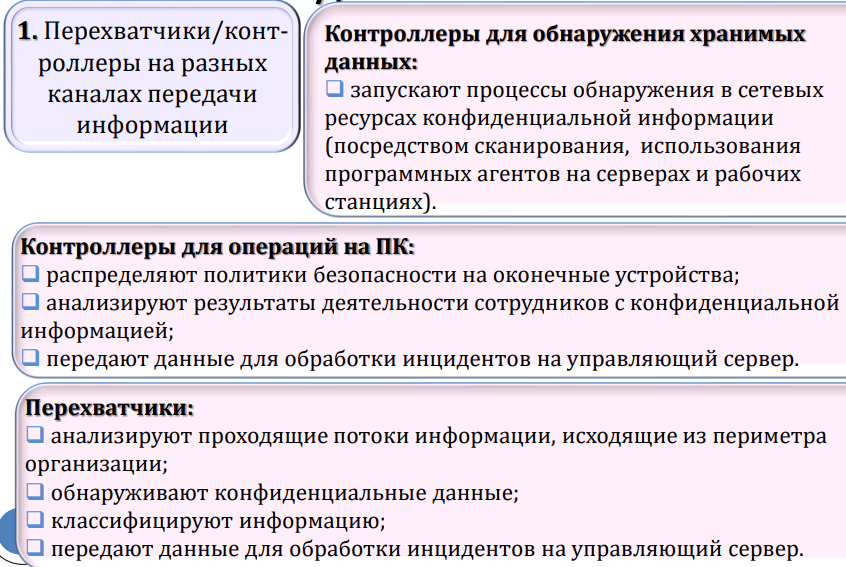 1. Перехватчики/конт-
роллеры на разных
каналах передачи
информации
Контроллеры для обнаружения хранимых
данных:
запускают процессы обнаружения в сетевых
ресурсах конфиденциальной информации
(посредством сканирования, использования
программных агентов на серверах и рабочих
станциях).
Контроллеры для операций на ПК:
распределяют политики безопасности на оконечные устройства;
анализируют результаты деятельности сотрудников с конфиденциальной
информацией;
передают данные для обработки инцидентов на управляющий сервер.
Перехватчики:
анализируют проходящие потоки информации, исходящие из периметра
организации;
обнаруживают конфиденциальные данные;
классифицируют информацию;
передают данные для обработки инцидентов на управляющий сервер.